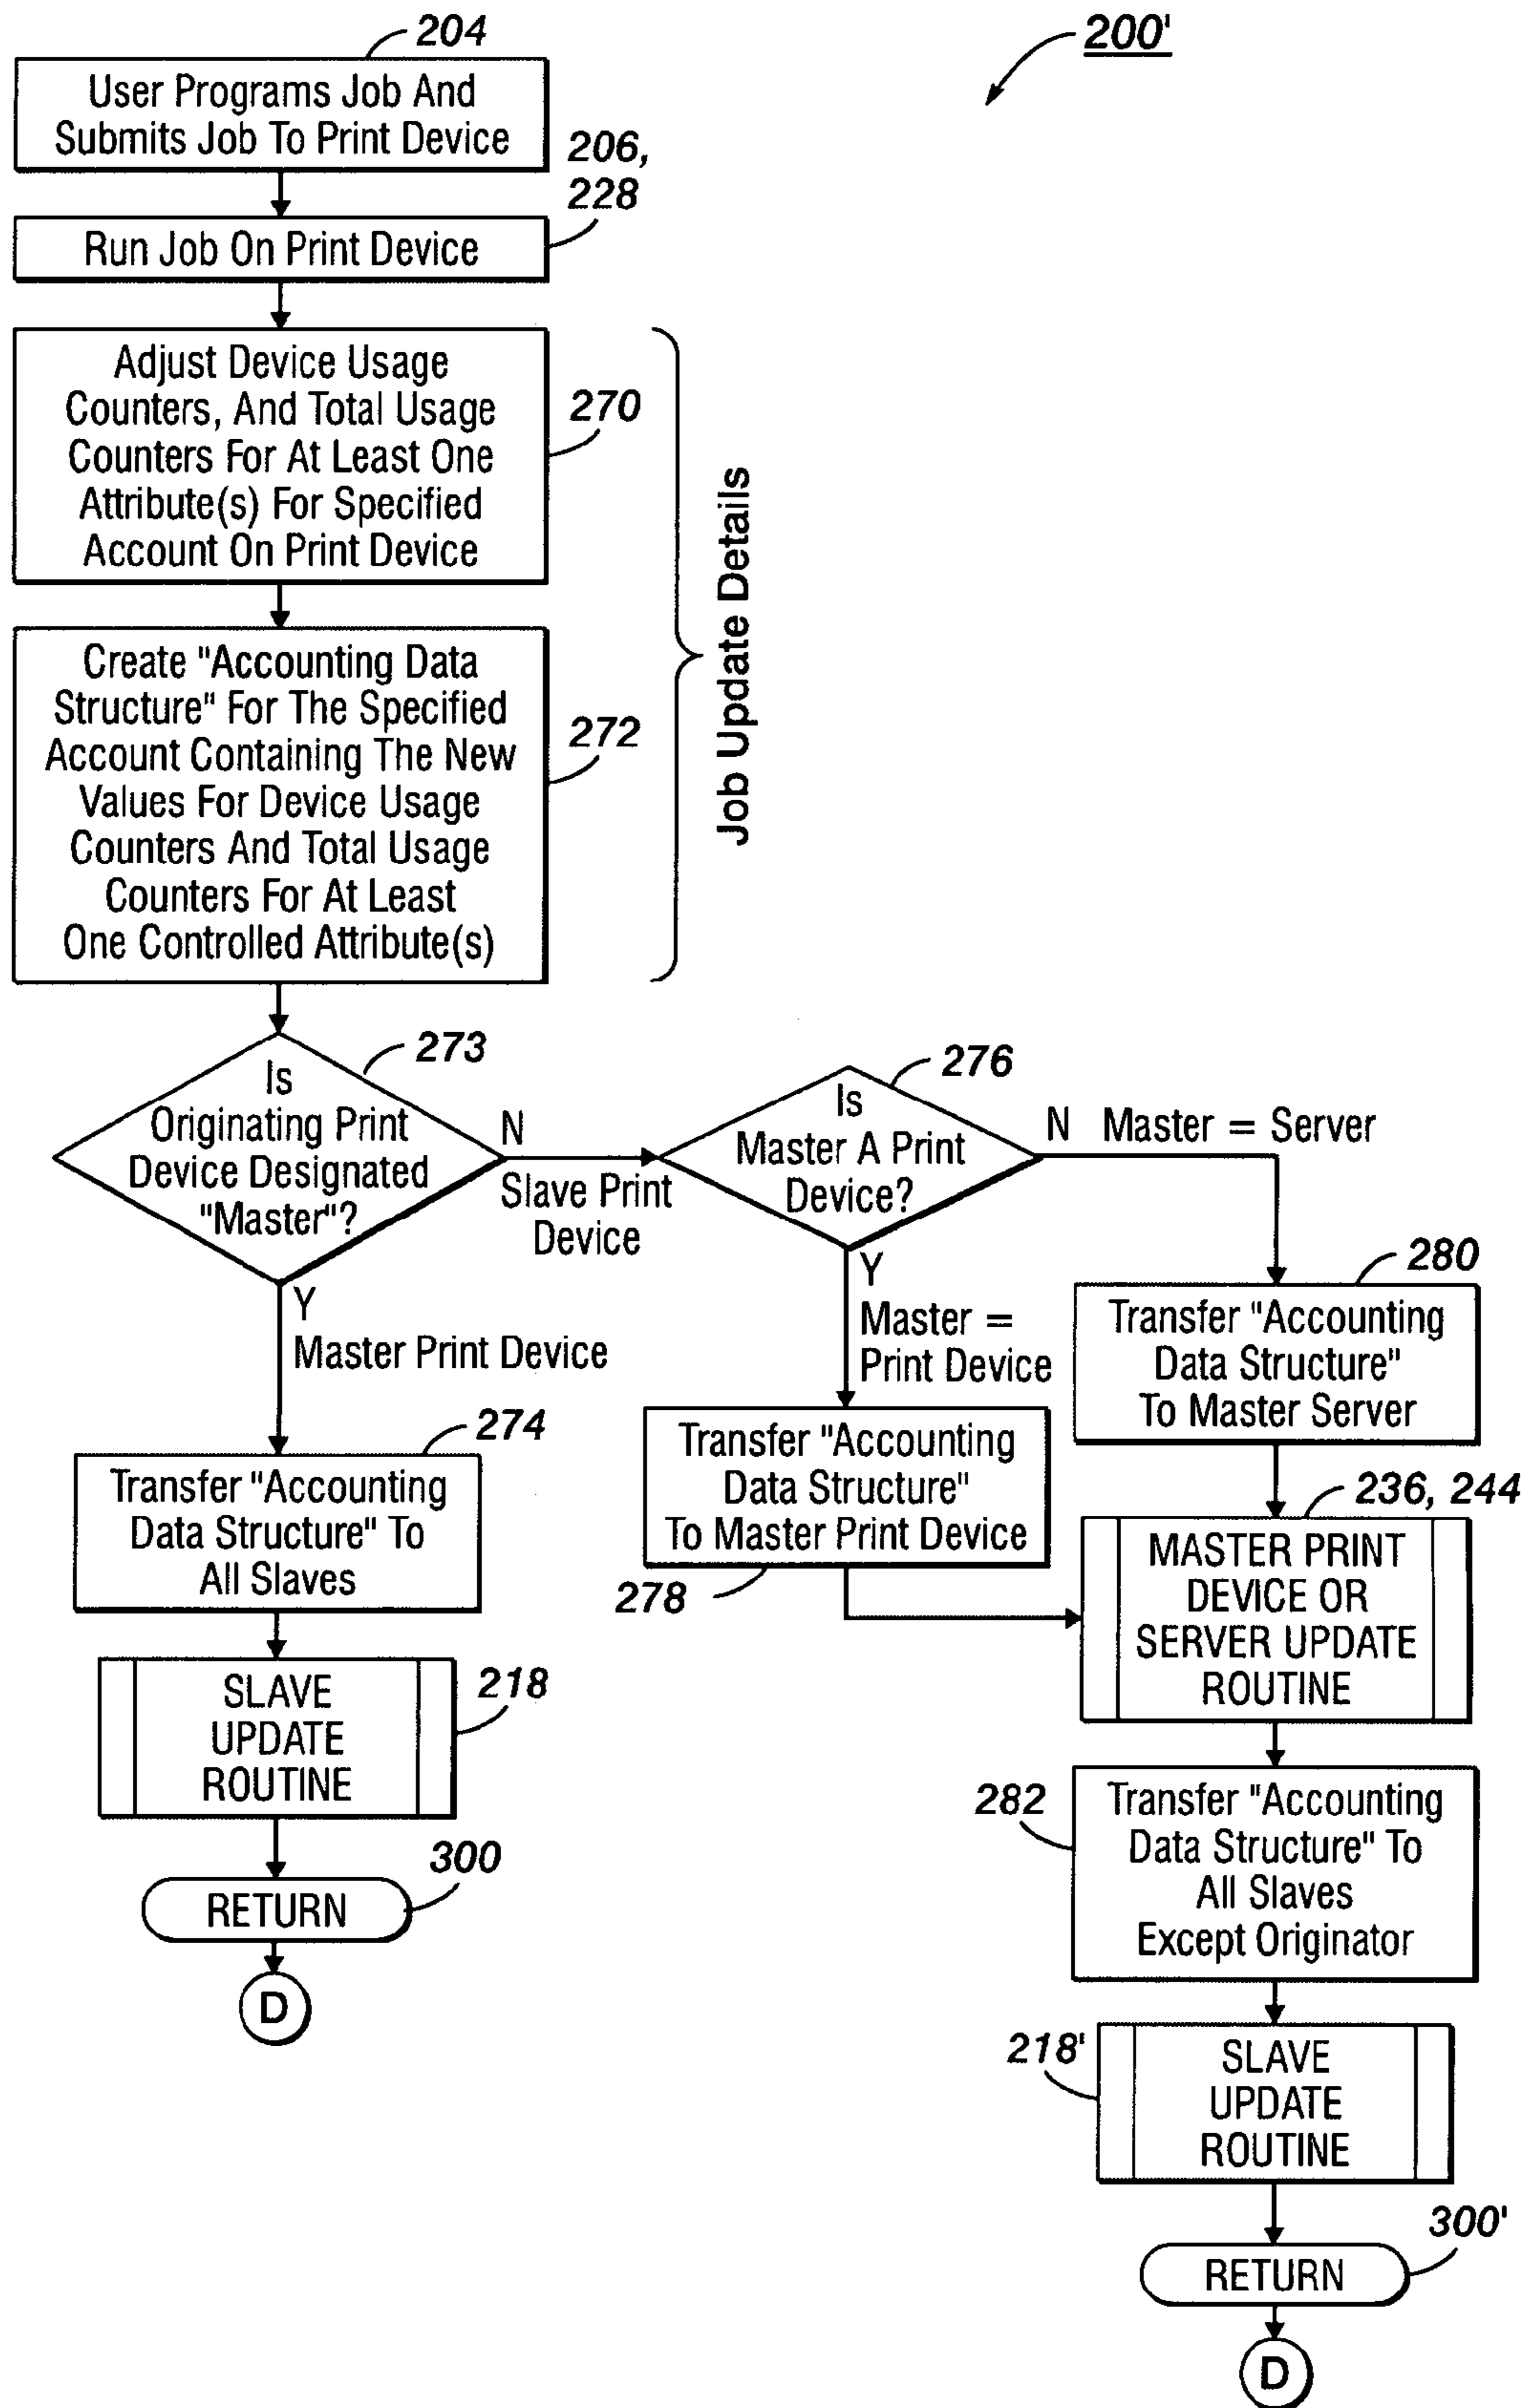 204
200'
User Programs Job And
Submits Job To Print Device
206,
228
Run Job On Print Device
Adjust Device Usage
Counters, And Total Usage
Counters For At Least One
Attribute(s) For Specified
Account On Print Device
270
Create "Accounting Data
Structure" For The Specified
Account Containing The New
Values For Device Usage
Counters And Total Usage
Counters For At Least
One Controlled Attribute(s)
272
Job Update Details
273
Is
Originating Print
Device Designated
"Master"?
N
Slave Print
Device
Y
Master Print Device
276
Is
Master A Print
Device?
N Master = Server
Y
Master =
Print Device
280
Transfer "Accounting
Data Structure"
To Master Server
274
Transfer "Accounting
Data Structure" To
All Slaves
Transfer "Accounting
Data Structure"
To Master Print Device
278
236, 244
MASTER PRINT
DEVICE OR
SERVER UPDATE
ROUTINE
SLAVE
UPDATE
ROUTINE
218
300
RETURN
D
282
Transfer "Accounting
Data Structure" To
All Slaves
Except Originator
218'
SLAVE
UPDATE
ROUTINE
300'
RETURN
D